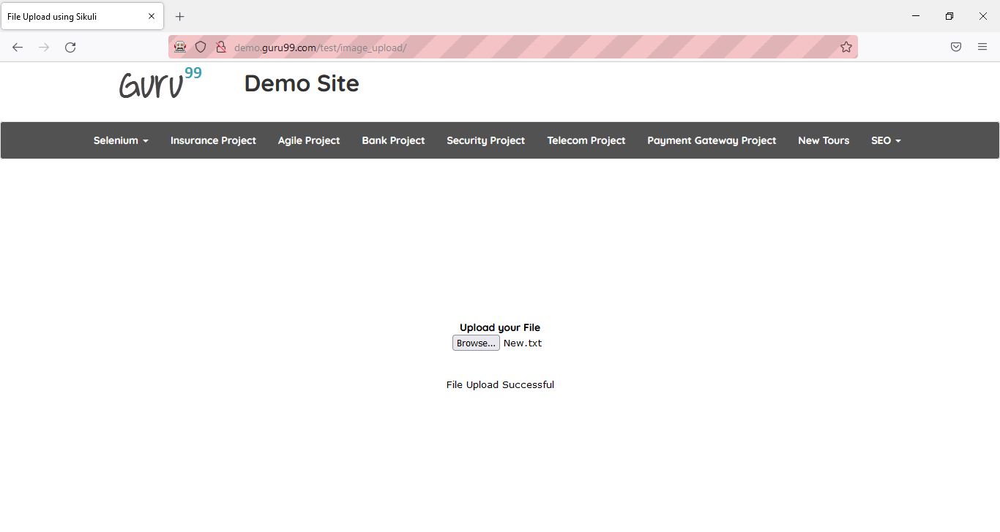 File Upload using Sikuli
demo.guru99.com/test/image_upload/
Guru99 Demo Site
Selenium Insurance Project Agile Project Bank Project Security Project Telecom Project Payment Gateway Project New Tours SEO
Upload your File
Browse... New.txt
File Upload Successful